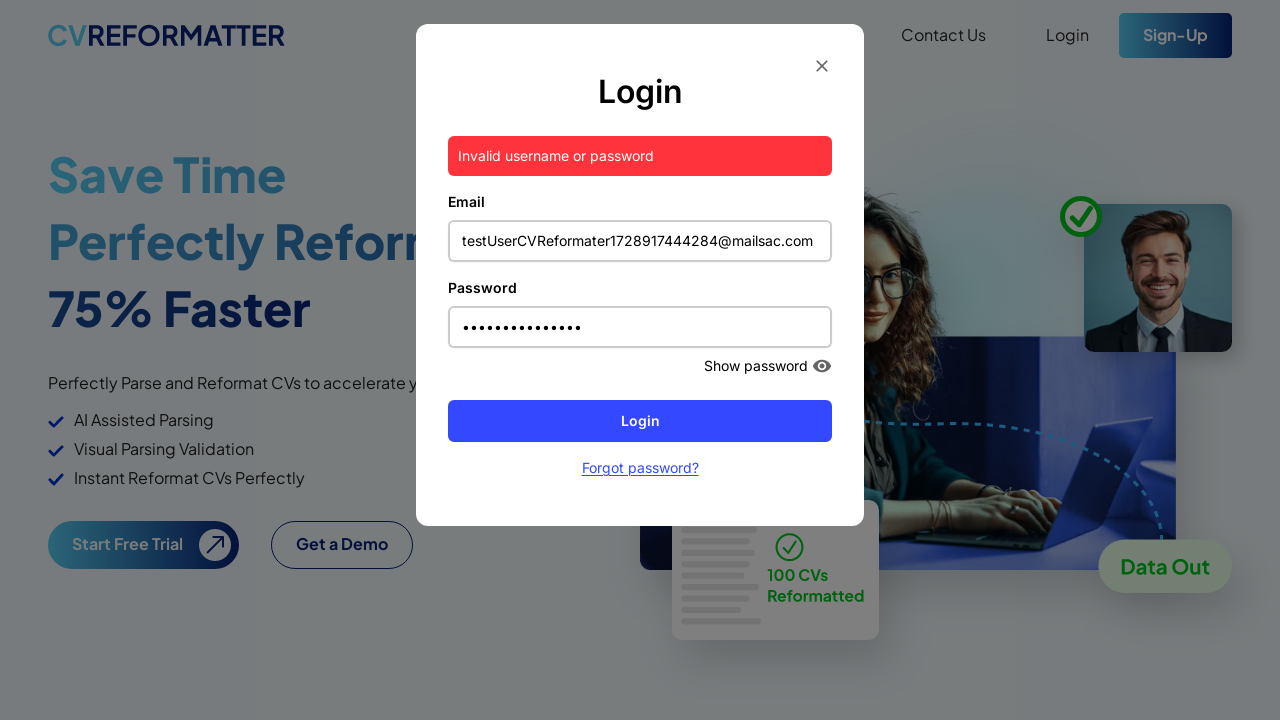 CVREFORMATTER
Contact Us
Login
Sign-Up
Login
Invalid username or password
Email
testUserCVReformater1728917444284@mailsac.com
Password
•••••••••••••••
Show password
Login
Forgot password?
Save Time
Perfectly Reform
75% Faster
Perfectly Parse and Reformat CVs to accelerate y
AI Assisted Parsing
Visual Parsing Validation
Instant Reformat CVs Perfectly
Start Free Trial
Get a Demo
100 CVs
Reformatted
Data Out